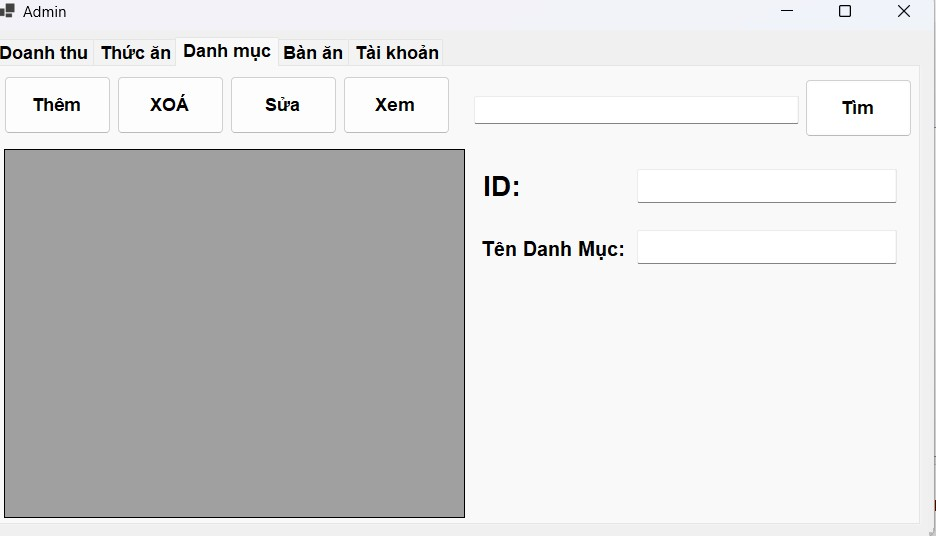 Admin
Doanh thu Thức ăn Danh mục Bàn ăn Tài khoản
Thêm XOÁ Sửa Xem Tìm
ID:
Tên Danh Mục: